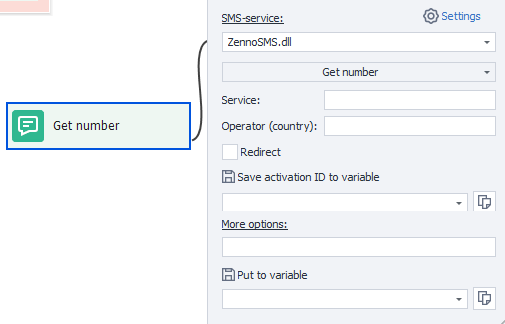 SMS-service:
Settings
ZennoSMS.dll
Get number
Get number
Service:
Operator (country):
Redirect
Save activation ID to variable
More options:
Put to variable